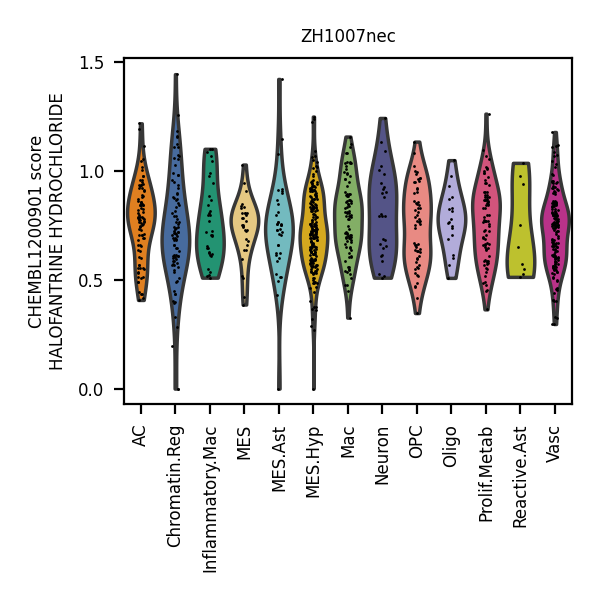 ZH1007nec
CHEMBL1200901 score
HALOFANTRINE HYDROCHLORIDE
1.5
1.0
0.5
0.0
AC
Chromatin.Reg
Inflammatory.Mac
MES
MES.Ast
MES.Hyp
Mac
Neuron
OPC
Oligo
Prolif.Metab
Reactive.Ast
Vasc